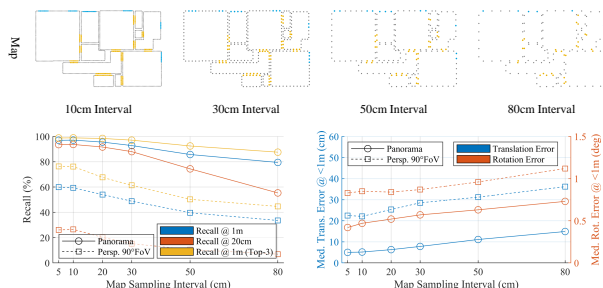 Map
10cm Interval
30cm Interval
50cm Interval
80cm Interval
100
80
60
40
20
0
Recall (%)
Panorama
Persp. 90°FoV
Recall @ 1m
Recall @ 20cm
Recall @ 1m (Top-3)
5 10 20 30 50 80
Map Sampling Interval (cm)
60
50
40
30
20
10
0
Med. Trans. Error @ <1m (cm)
Panorama
Persp. 90°FoV
Translation Error
Rotation Error
1.5
1
0.5
0
Med. Rot. Error @ <1m (deg)
5 10 20 30 50 80
Map Sampling Interval (cm)